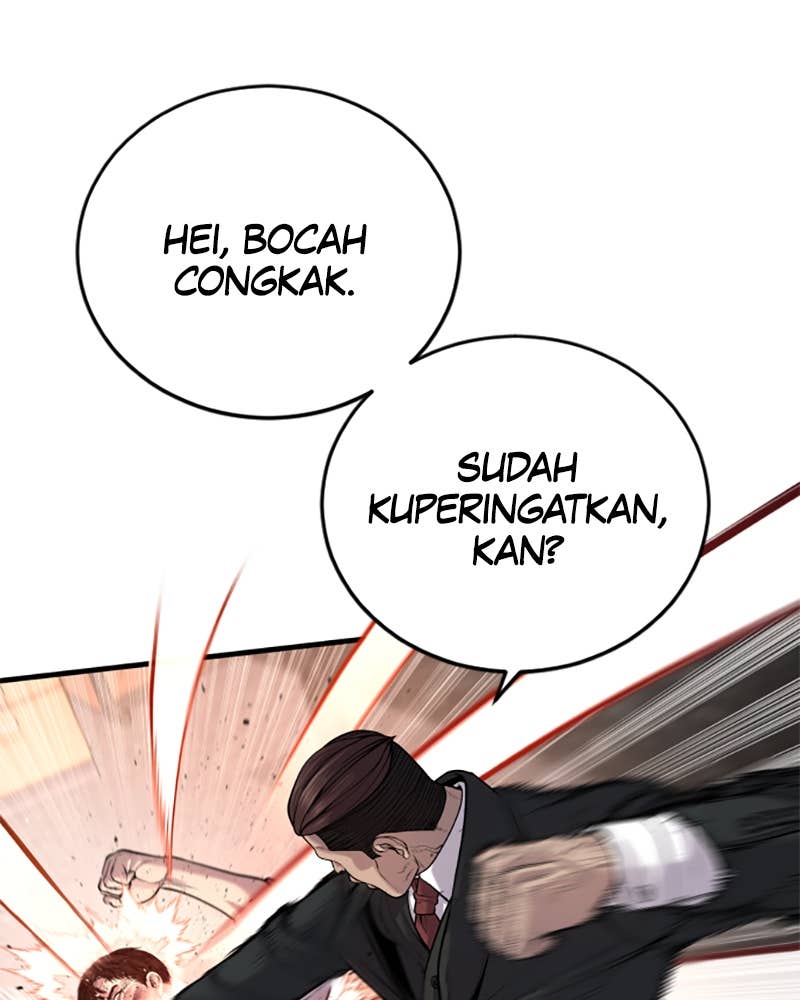 HEI, BOCAH
CONGKAK.
SUDAH
KUPERINGATKAN,
KAN?